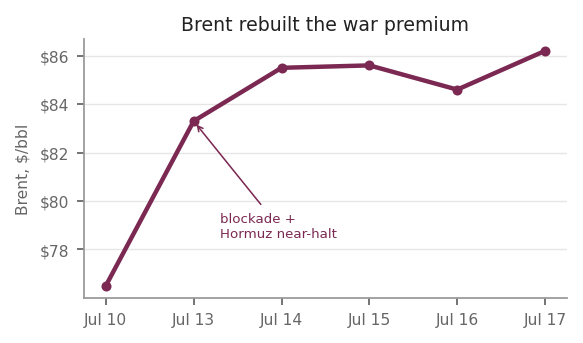 Brent rebuilt the war premium
Brent, $/bbl
$86
$84
$82
$80
$78
blockade +
Hormuz near-halt
Jul 10
Jul 13
Jul 14
Jul 15
Jul 16
Jul 17